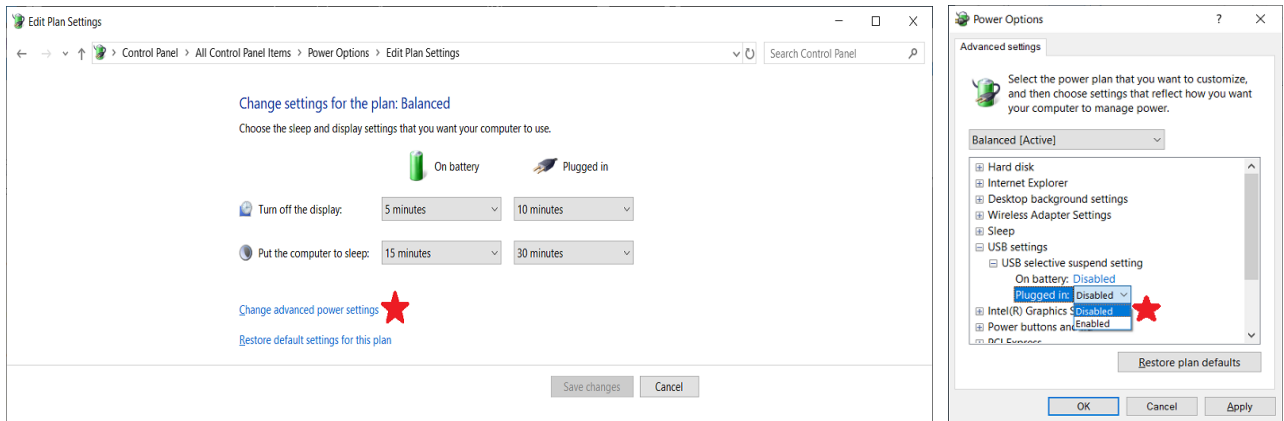 Edit Plan Settings
Control Panel > All Control Panel Items > Power Options > Edit Plan Settings
Search Control Panel
Change settings for the plan: Balanced
Choose the sleep and display settings that you want your computer to use.
On battery Plugged in
Turn off the display: 5 minutes 10 minutes
Put the computer to sleep: 15 minutes 30 minutes
Change advanced power settings
Restore default settings for this plan
Save changes Cancel
Power Options
Advanced settings
Select the power plan that you want to customize,
and then choose settings that reflect how you want
your computer to manage power.
Balanced [Active]
Hard disk
Internet Explorer
Desktop background settings
Wireless Adapter Settings
Sleep
USB settings
USB selective suspend setting
On battery: Disabled
Plugged in: Disabled
Intel(R) Graphics S
Disabled
Power buttons and
Enabled
PCI Express
Restore plan defaults
OK Cancel Apply